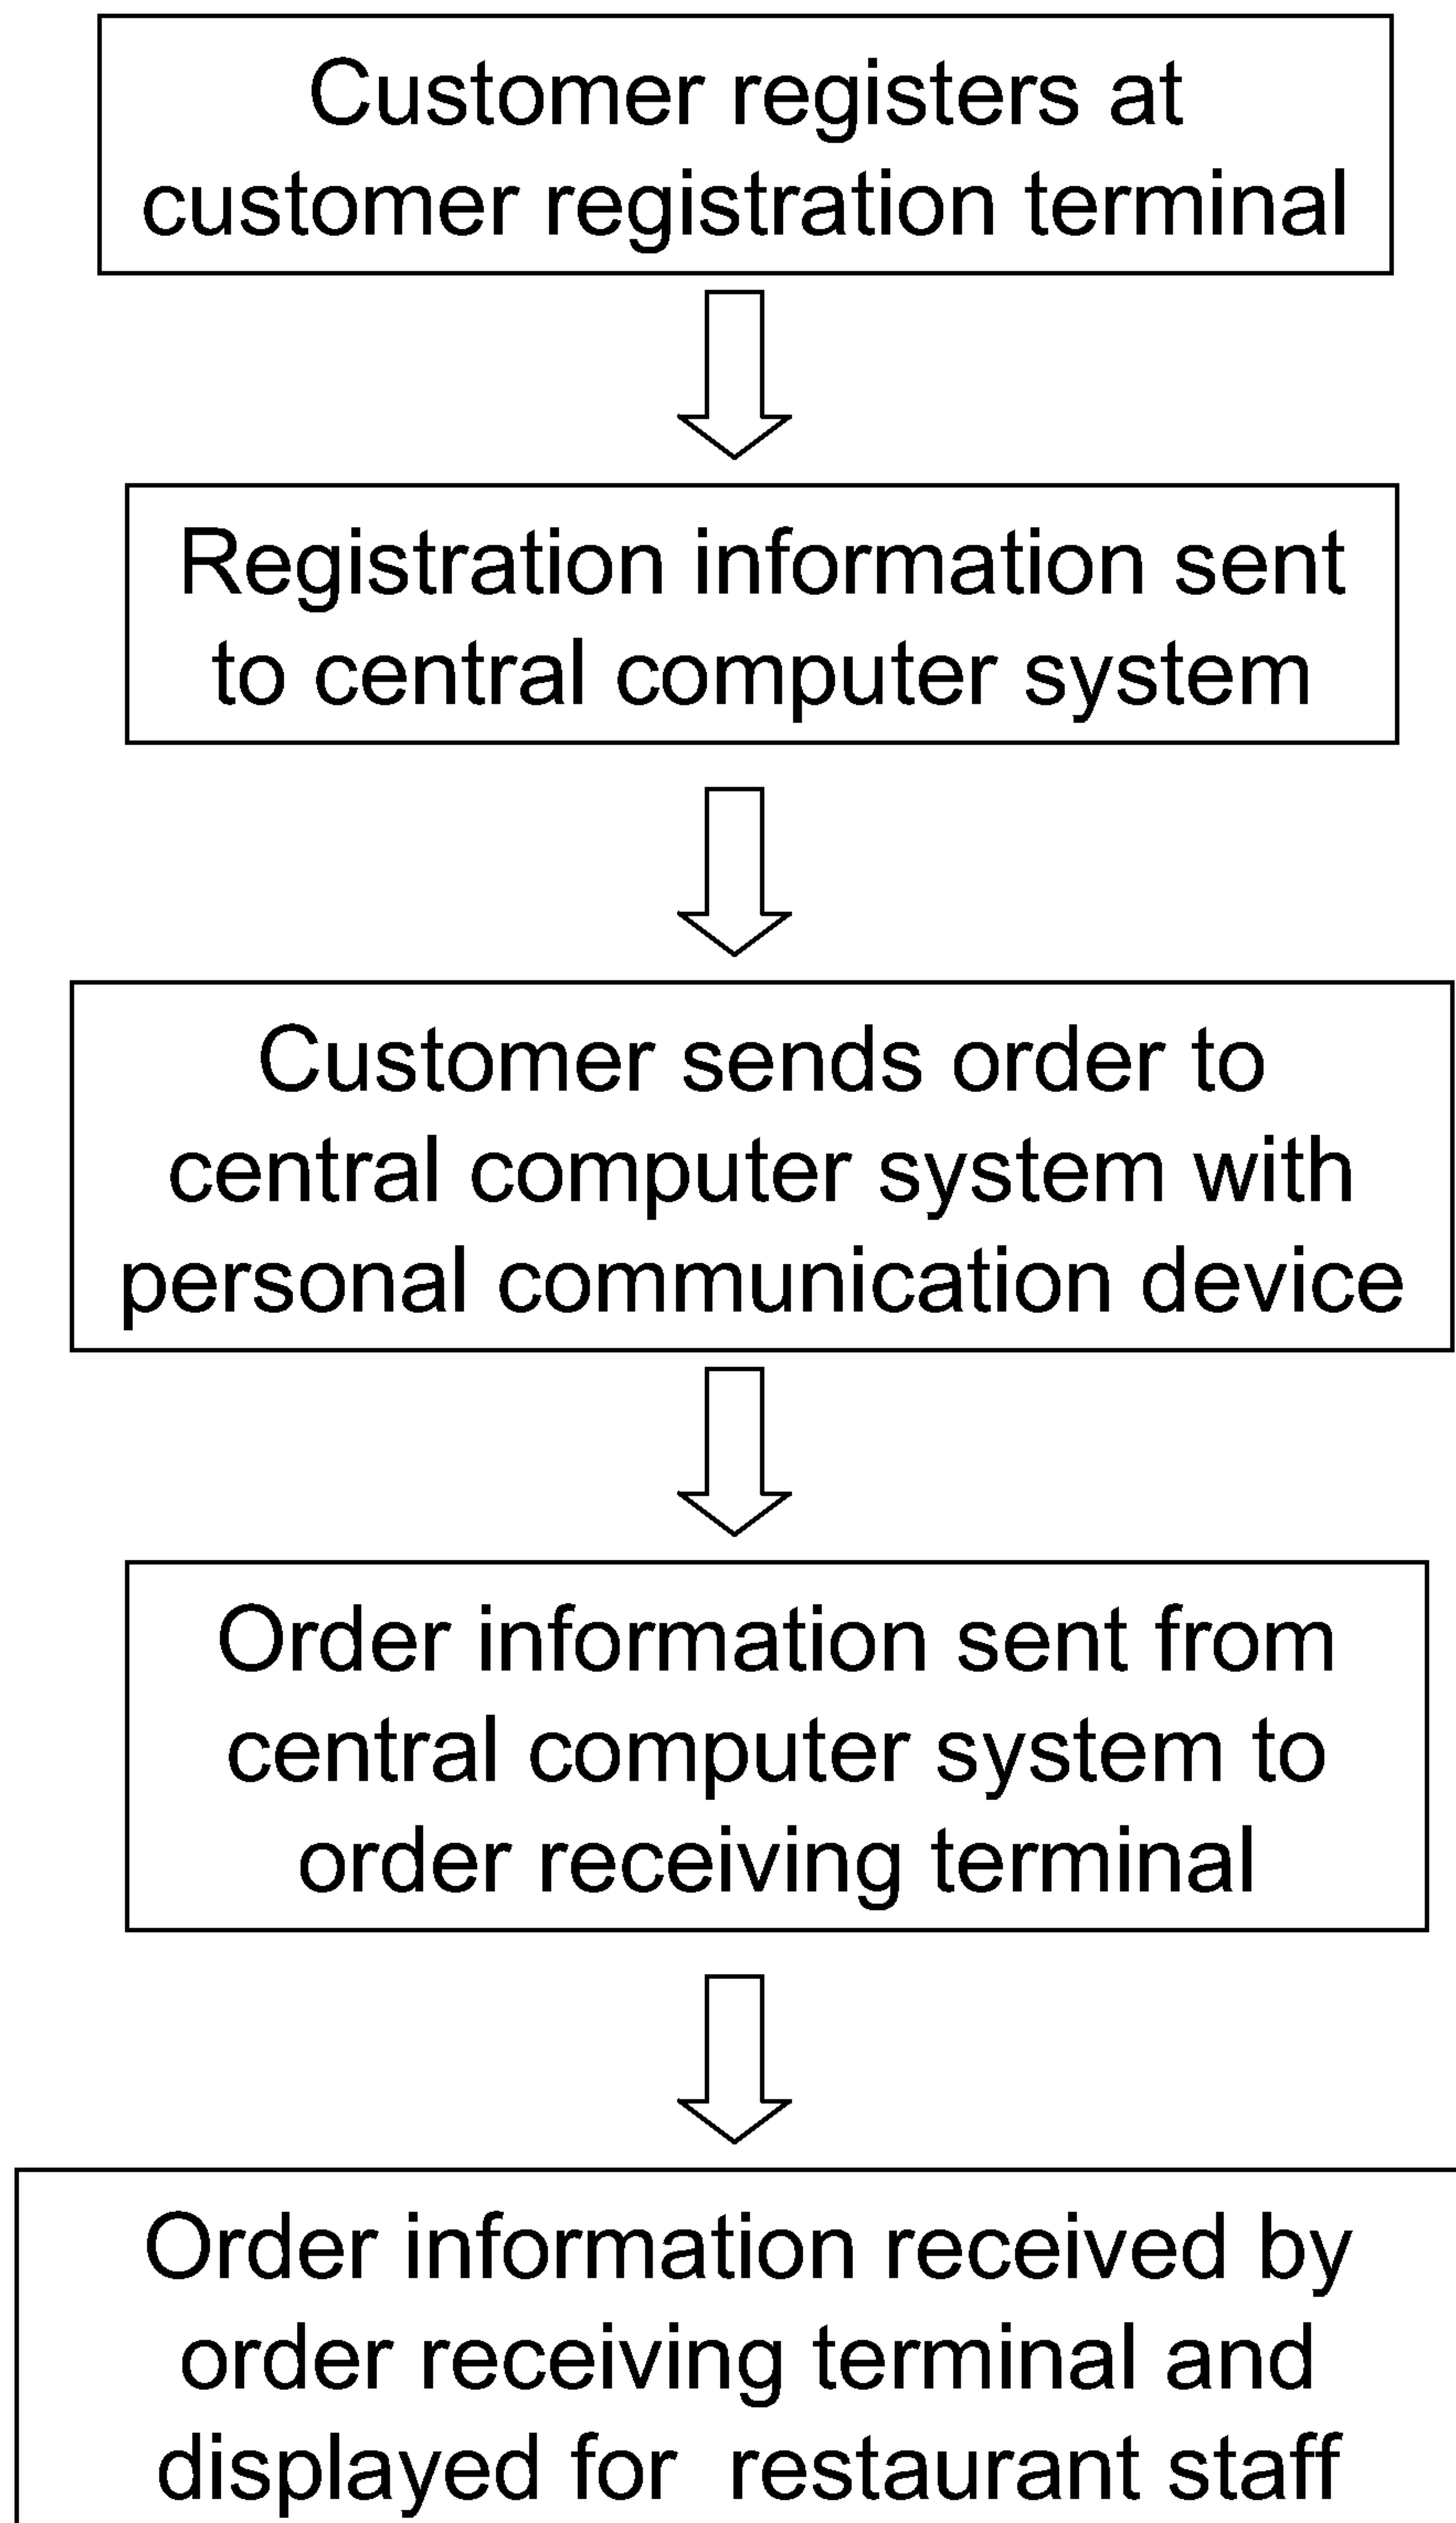 Customer registers at
customer registration terminal
Registration information sent
to central computer system
Customer sends order to
central computer system with
personal communication device
Order information sent from
central computer system to
order receiving terminal
Order information received by
order receiving terminal and
displayed for restaurant staff